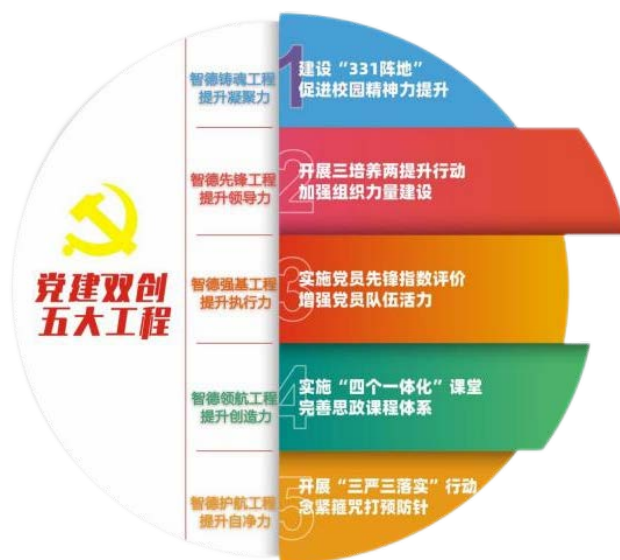 党建双创
五大工程
智德铸魂工程
提升凝聚力
1
建设“331阵地”
促进校园精神力提升
智德先锋工程
提升领导力
2
开展三培养两提升行动
加强组织力量建设
智德强基工程
提升执行力
3
实施党员先锋指数评价
增强党员队伍活力
智德领航工程
提升创造力
4
实施“四个一体化”课堂
完善思政课程体系
智德护航工程
提升自净力
5
开展“三严三落实”行动
念紧箍咒打预防针